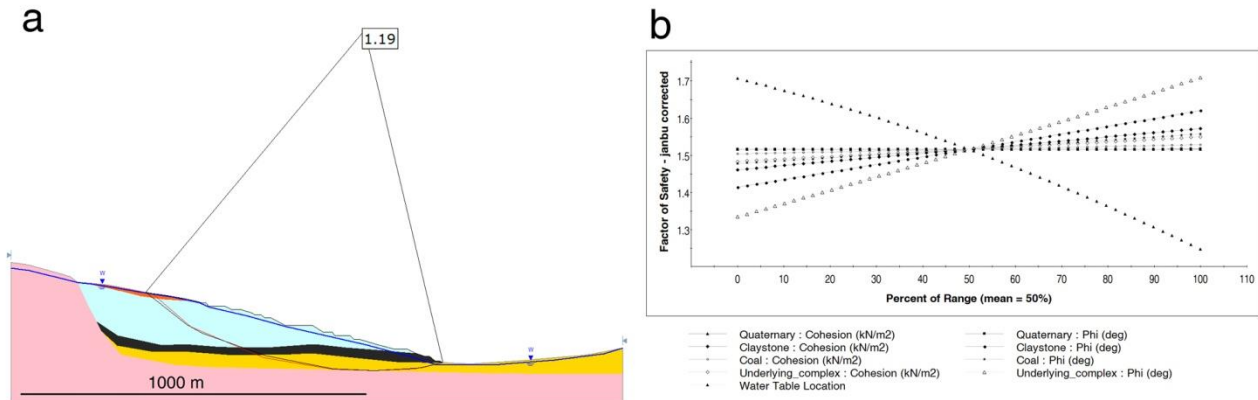 a
1.19
W
W
1000 m
b
Factor of Safety - janbu corrected
1.7
1.6
1.5
1.4
1.3
0 10 20 30 40 50 60 70 80 90 100 110
Percent of Range (mean = 50%)
Quaternary : Cohesion (kN/m2)
Claystone : Cohesion (kN/m2)
Coal : Cohesion (kN/m2)
Underlying_complex : Cohesion (kN/m2)
Water Table Location
Quaternary : Phi (deg)
Claystone : Phi (deg)
Coal : Phi (deg)
Underlying_complex : Phi (deg)